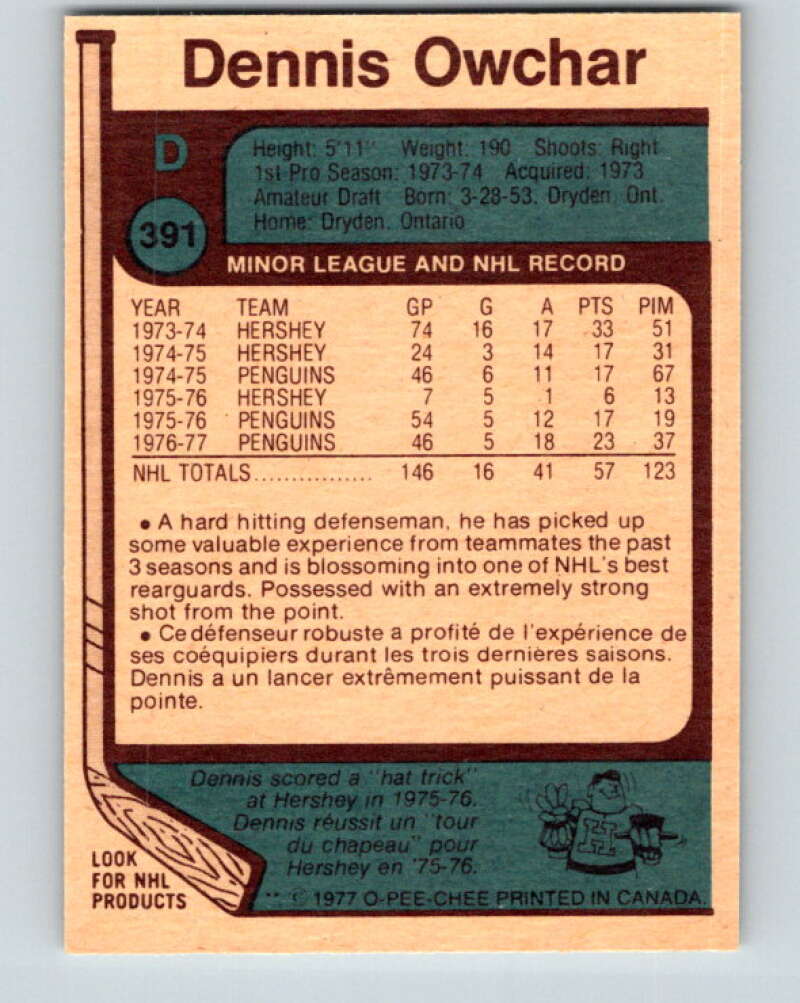 Dennis Owchar
D
Height: 5'11" Weight: 190 Shoots: Right
1st Pro Season: 1973-74 Acquired: 1973
Amateur Draft Born: 3-28-53, Dryden, Ont.
Home: Dryden, Ontario
391
MINOR LEAGUE AND NHL RECORD
YEAR TEAM GP G A PTS PIM
1973-74 HERSHEY 74 16 17 33 51
1974-75 HERSHEY 24 3 14 17 31
1974-75 PENGUINS 46 6 11 17 67
1975-76 HERSHEY 7 5 1 6 13
1975-76 PENGUINS 54 5 12 17 19
1976-77 PENGUINS 46 5 18 23 37
NHL TOTALS................ 146 16 41 57 123
• A hard hitting defenseman, he has picked up
some valuable experience from teammates the past
3 seasons and is blossoming into one of NHL's best
rearguards. Possessed with an extremely strong
shot from the point.
• Ce défenseur robuste a profité de l'expérience de
ses coéquipiers durant les trois dernières saisons.
Dennis a un lancer extrêmement puissant de la
pointe.
Dennis scored a "hat trick"
at Hershey in 1975-76.
Dennis réussit un "tour
du chapeau" pour
Hershey en '75-76.
H
LOOK
FOR NHL
PRODUCTS
** © 1977 O-PEE-CHEE PRINTED IN CANADA.